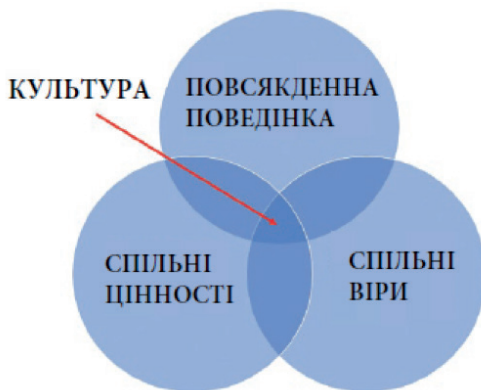 КУЛЬТУРА
ПОВСЯКДЕННА
ПОВЕДІНКА
СПІЛЬНІ
ЦІННОСТІ
СПІЛЬНІ
ВІРИ